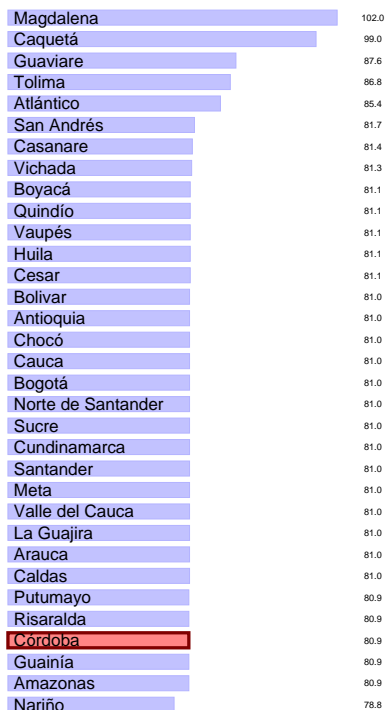 Magdalena 102.0
Caquetá 99.0
Guaviare 87.6
Tolima 86.8
Atlántico 85.4
San Andrés 81.7
Casanare 81.4
Vichada 81.3
Boyacá 81.1
Quindío 81.1
Vaupés 81.1
Huila 81.1
Cesar 81.1
Bolivar 81.0
Antioquia 81.0
Chocó 81.0
Cauca 81.0
Bogotá 81.0
Norte de Santander 81.0
Sucre 81.0
Cundinamarca 81.0
Santander 81.0
Meta 81.0
Valle del Cauca 81.0
La Guajira 81.0
Arauca 81.0
Caldas 81.0
Putumayo 80.9
Risaralda 80.9
Córdoba 80.9
Guainía 80.9
Amazonas 80.9
Nariño 78.8